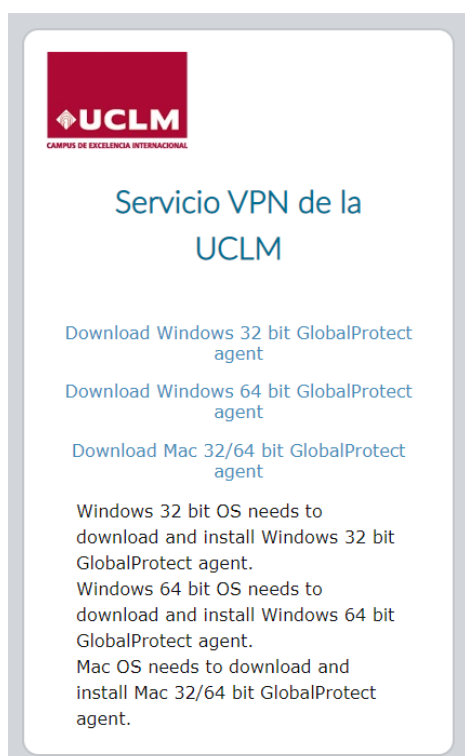 UCLM
CAMPUS DE EXCELENCIA INTERNACIONAL
Servicio VPN de la
UCLM
Download Windows 32 bit GlobalProtect
agent
Download Windows 64 bit GlobalProtect
agent
Download Mac 32/64 bit GlobalProtect
agent
Windows 32 bit OS needs to
download and install Windows 32 bit
GlobalProtect agent.
Windows 64 bit OS needs to
download and install Windows 64 bit
GlobalProtect agent.
Mac OS needs to download and
install Mac 32/64 bit GlobalProtect
agent.